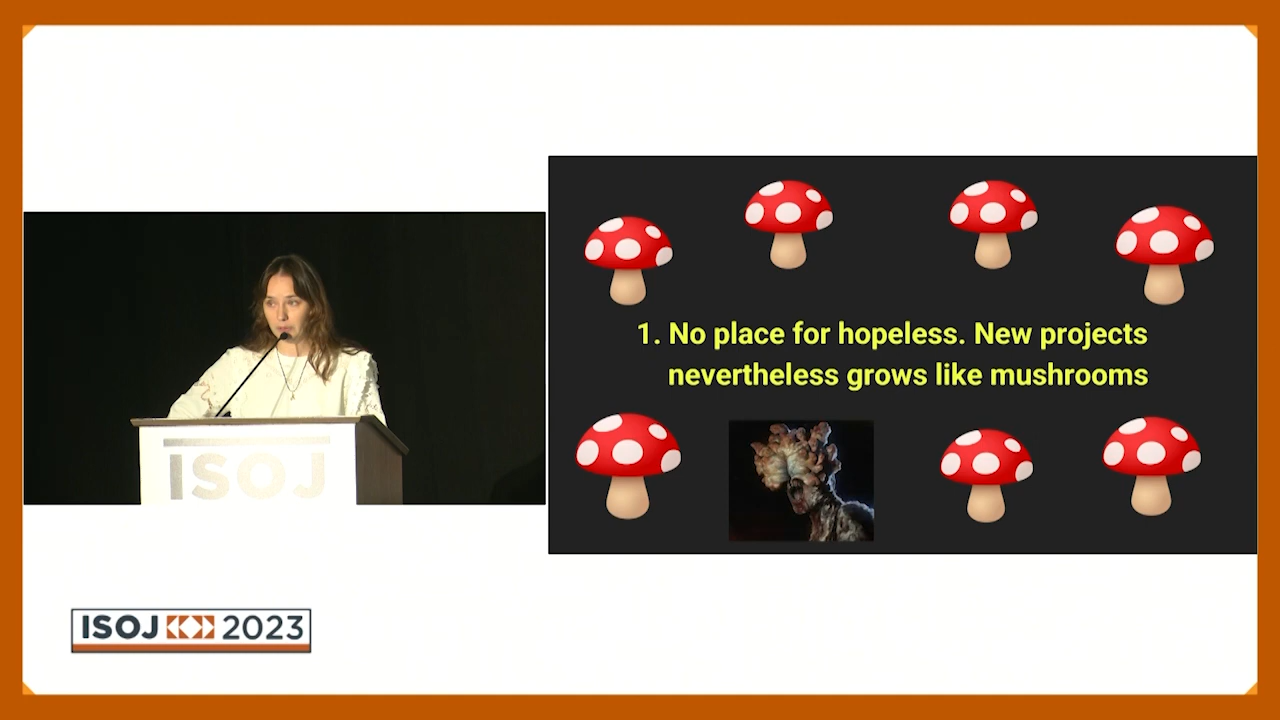 1. No place for hopeless. New projects
nevertheless grows like mushrooms
ISOJ
ISOJ 2023